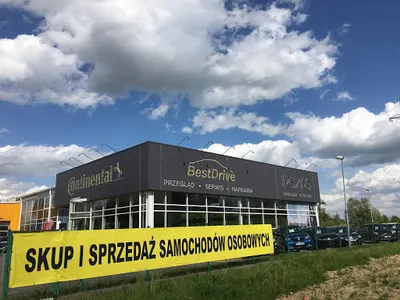 Continental
BestDrive
PRZEGLĄD • SERWIS • NAPRAWA
SKUP I SPRZEDAŻ SAMOCHODÓW OSOBOWYCH